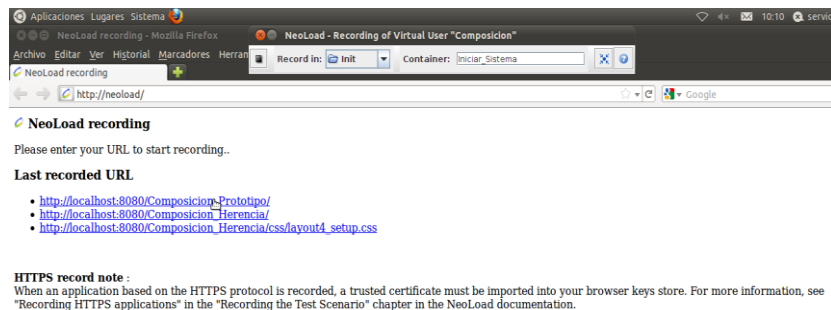 Aplicaciones Lugares Sistema 10:10 servic
NeoLoad recording - Mozilla Firefox
NeoLoad - Recording of Virtual User "Composicion"
Archivo Editar Ver Historial Marcadores Herran
Record in: Init Container: Iniciar_Sistema
NeoLoad recording
http://neoload/ Google
NeoLoad recording
Please enter your URL to start recording..
Last recorded URL
http://localhost:8080/Composicion_Prototipo/
http://localhost:8080/Composicion_Herencia/
http://localhost:8080/Composicion_Herencia/css/layout4_setup.css
HTTPS record note :
When an application based on the HTTPS protocol is recorded, a trusted certificate must be imported into your browser keys store. For more information, see
"Recording HTTPS applications" in the "Recording the Test Scenario" chapter in the NeoLoad documentation.